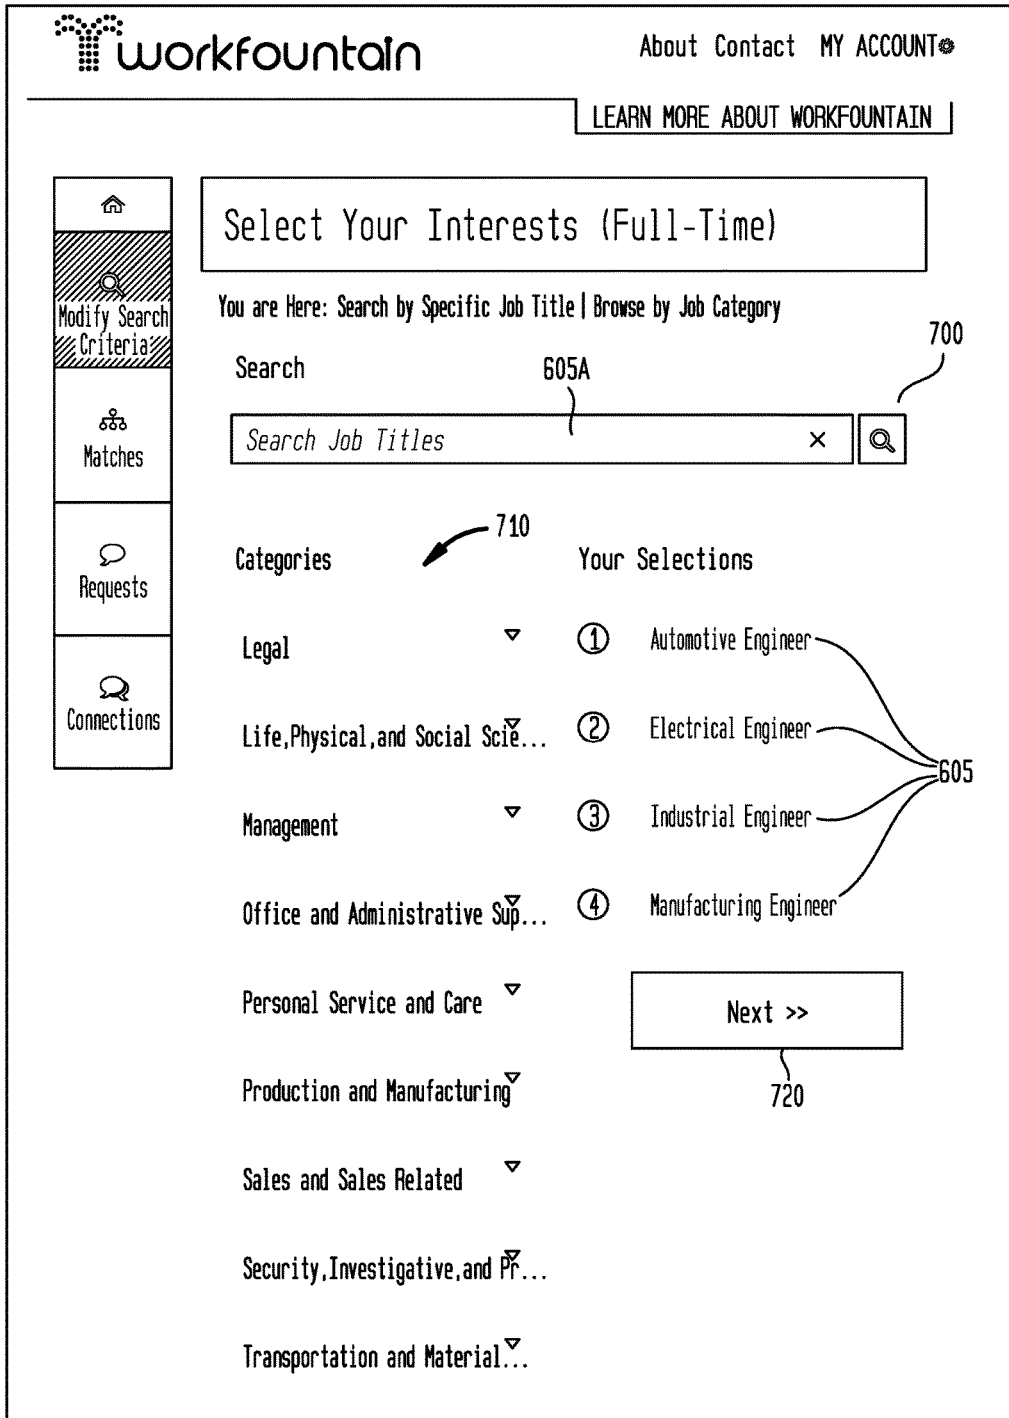 workfountain
About Contact MY ACCOUNT
LEARN MORE ABOUT WORKFOUNTAIN
Select Your Interests (Full-Time)
Modify Search
Criteria
Matches
Requests
Connections
You are Here: Search by Specific Job Title | Browse by Job Category
700
Search
605A
Search Job Titles ×
710
Categories
Your Selections
Legal
Life,Physical,and Social Scie...
Management
Office and Administrative Sup...
Personal Service and Care
Production and Manufacturing
Sales and Sales Related
Security,Investigative,and Pr...
Transportation and Material...
1 Automotive Engineer
2 Electrical Engineer
3 Industrial Engineer
4 Manufacturing Engineer
605
Next >>
720